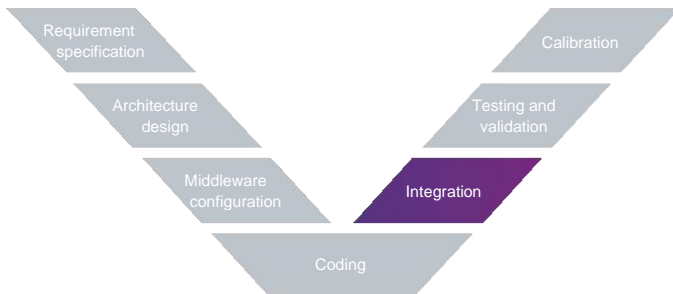 Requirement
specification
Architecture
design
Middleware
configuration
Coding
Integration
Testing and
validation
Calibration